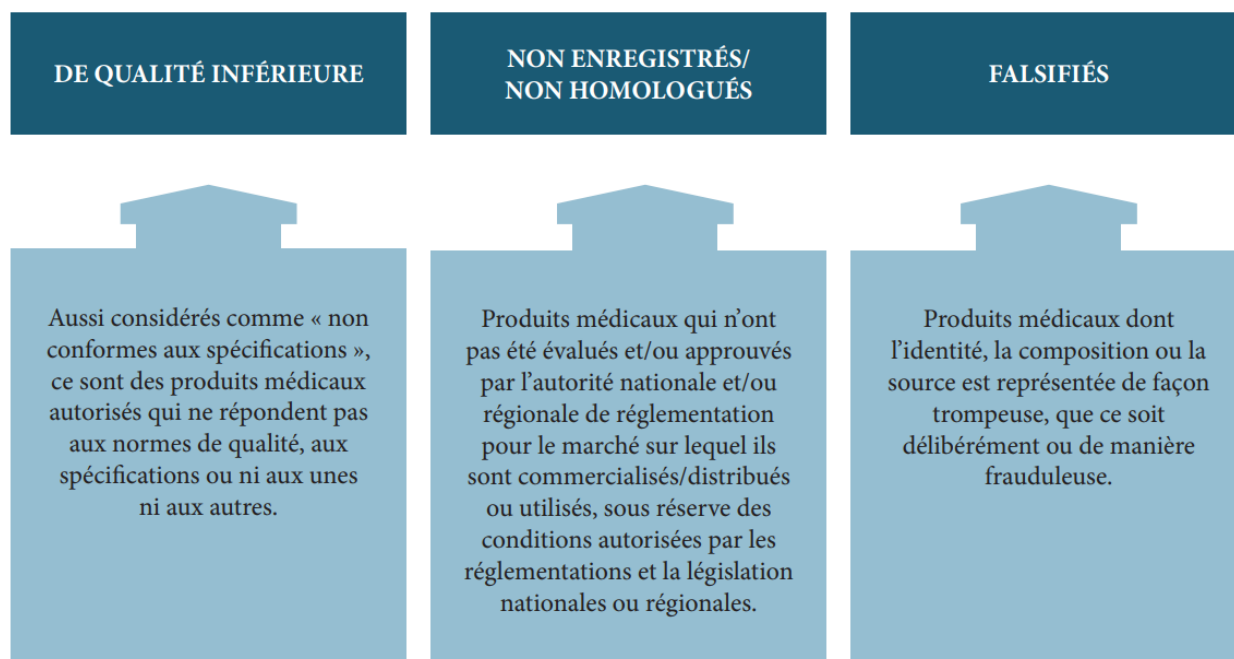 DE QUALITÉ INFÉRIEURE
Aussi considérés comme « non
conformes aux spécifications »,
ce sont des produits médicaux
autorisés qui ne répondent pas
aux normes de qualité, aux
spécifications ou ni aux unes
ni aux autres.
NON ENREGISTRÉS/
NON HOMOLOGUÉS
Produits médicaux qui n’ont
pas été évalués et/ou approuvés
par l’autorité nationale et/ou
régionale de réglementation
pour le marché sur lequel ils
sont commercialisés/distribués
ou utilisés, sous réserve des
conditions autorisées par les
réglementations et la législation
nationales ou régionales.
FALSIFIÉS
Produits médicaux dont
l’identité, la composition ou la
source est représentée de façon
trompeuse, que ce soit
délibérément ou de manière
frauduleuse.